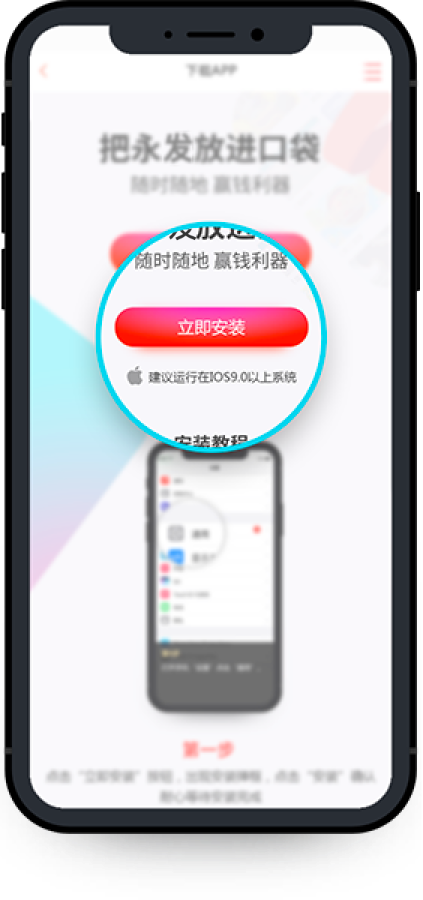 下载APP
把永发放进口袋
随时随地 赢钱利器
随时随地 赢钱利器
立即安装
建议运行在IOS9.0以上系统
安装教程
第一步
点击“立即安装”按钮，出现安装弹框，点击“安装”确认
耐心等待安装完成